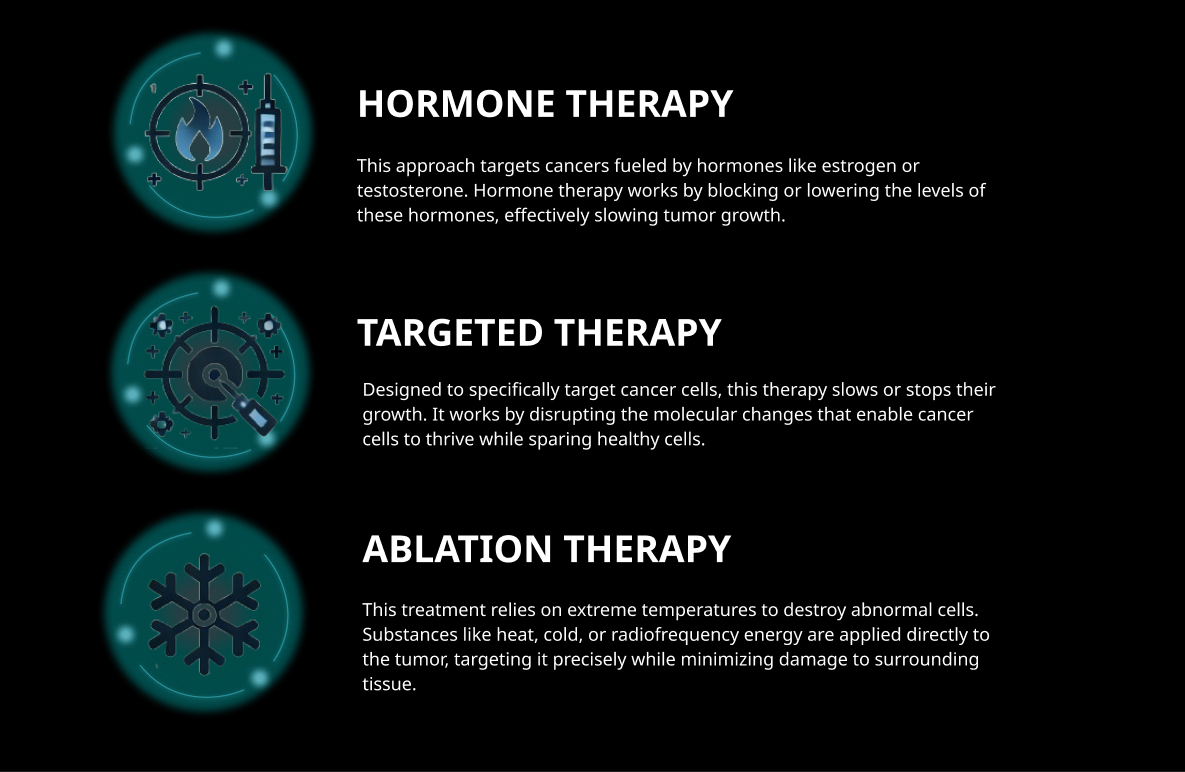 HORMONE THERAPY
This approach targets cancers fueled by hormones like estrogen or
testosterone. Hormone therapy works by blocking or lowering the levels of
these hormones, effectively slowing tumor growth.
TARGETED THERAPY
Designed to specifically target cancer cells, this therapy slows or stops their
growth. It works by disrupting the molecular changes that enable cancer
cells to thrive while sparing healthy cells.
ABLATION THERAPY
This treatment relies on extreme temperatures to destroy abnormal cells.
Substances like heat, cold, or radiofrequency energy are applied directly to
the tumor, targeting it precisely while minimizing damage to surrounding
tissue.